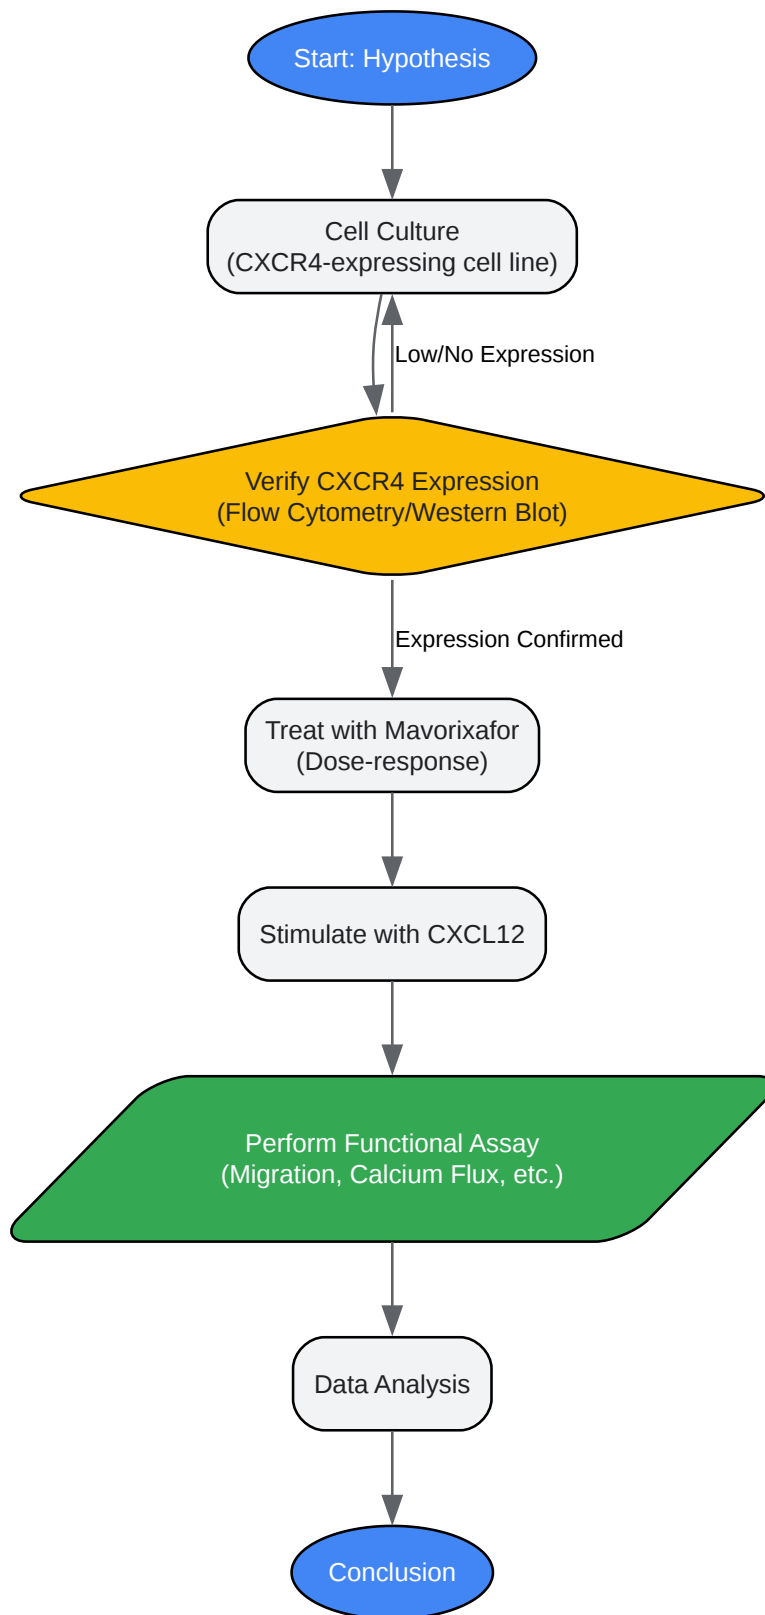 Start: Hypothesis
Cell Culture
(CXCR4-expressing cell line)
Low/No Expression
Verify CXCR4 Expression
(Flow Cytometry/Western Blot)
Expression Confirmed
Treat with Mavorixafor
(Dose-response)
Stimulate with CXCL12
Perform Functional Assay
(Migration, Calcium Flux, etc.)
Data Analysis
Conclusion